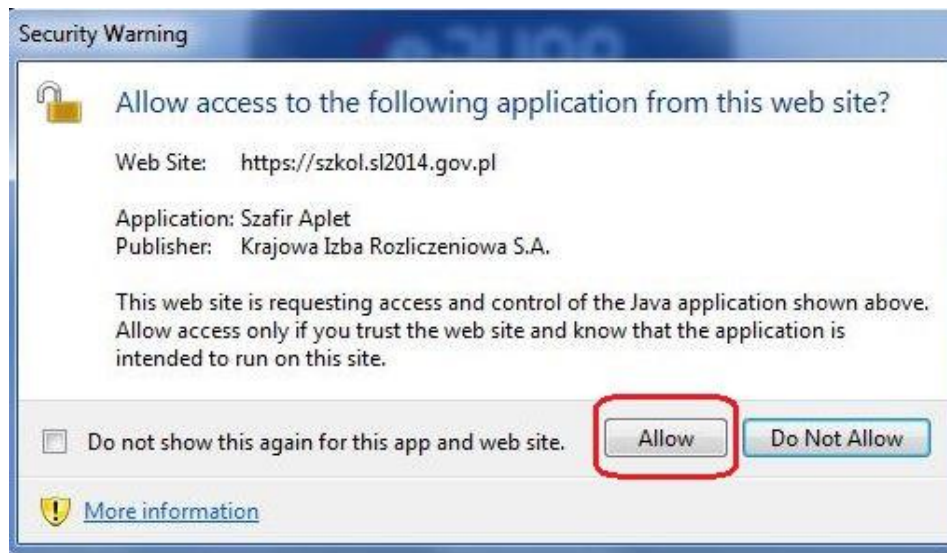 Security Warning
Allow access to the following application from this web site?
Web Site: https://szkol.sl2014.gov.pl
Application: Szafir Aplet
Publisher: Krajowa Izba Rozliczeniowa S.A.
This web site is requesting access and control of the Java application shown above.
Allow access only if you trust the web site and know that the application is
intended to run on this site.
Do not show this again for this app and web site. Allow Do Not Allow
More information